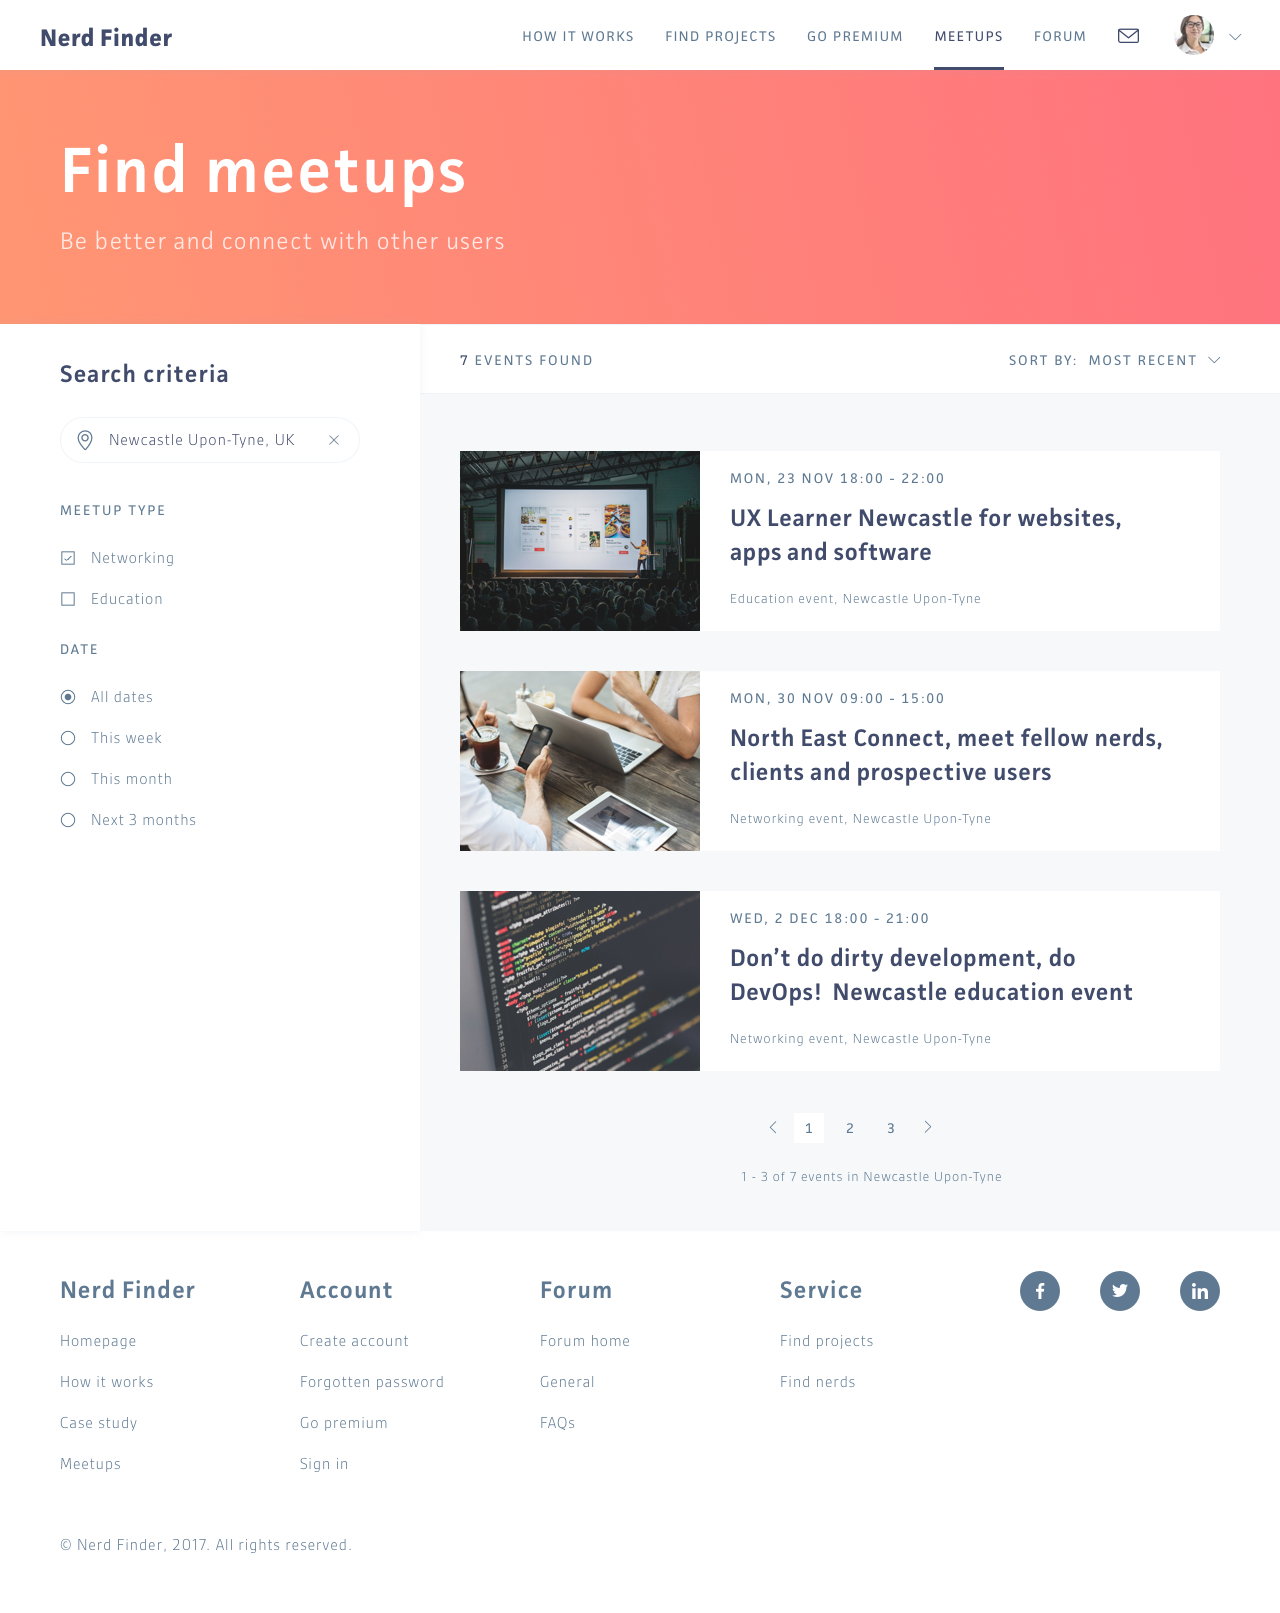 Nerd Finder
HOW IT WORKS
FIND PROJECTS
GO PREMIUM
MEETUPS
FORUM
Find meetups
Be better and connect with other users
Search criteria
Newcastle Upon-Tyne, UK
MEETUP TYPE
Networking
Education
DATE
All dates
This week
This month
Next 3 months
7 EVENTS FOUND
SORT BY: MOST RECENT
MON, 23 NOV 18:00 - 22:00
UX Learner Newcastle for websites,
apps and software
Education event, Newcastle Upon-Tyne
MON, 30 NOV 09:00 - 15:00
North East Connect, meet fellow nerds,
clients and prospective users
Networking event, Newcastle Upon-Tyne
WED, 2 DEC 18:00 - 21:00
Don’t do dirty development, do
DevOps! Newcastle education event
Networking event, Newcastle Upon-Tyne
1 2 3
1 - 3 of 7 events in Newcastle Upon-Tyne
Nerd Finder
Homepage
How it works
Case study
Meetups
Account
Create account
Forgotten password
Go premium
Sign in
Forum
Forum home
General
FAQs
Service
Find projects
Find nerds
f
in
© Nerd Finder, 2017. All rights reserved.